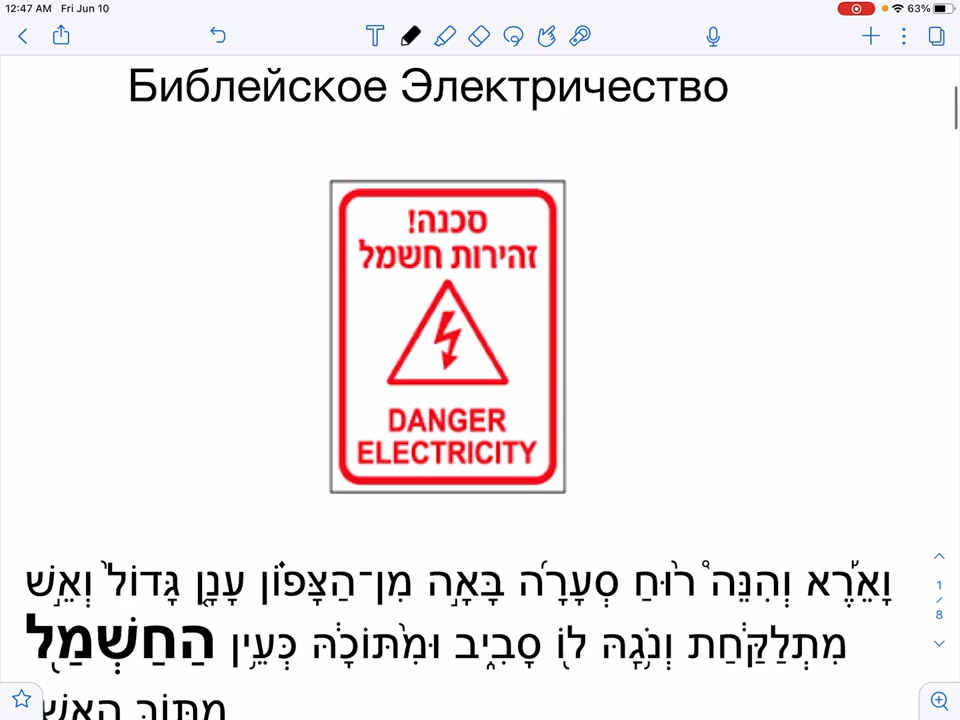 12:47 AM Fri Jun 10
63%
Библейское Электричество
סכנה!
זהירות חשמל
DANGER
ELECTRICITY
וָאֵ֡רֶא וְהִנֵּה֩ ר֨וּחַ סְעָרָ֜ה בָּאָ֣ה מִן־הַצָּפ֗וֹן עָנָ֤ן גָּדוֹל֙ וְאֵ֣שׁ
מִתְלַקַּ֔חַת וְנֹ֥גַֽהּ ל֖וֹ סָבִ֑יב וּמִ֨תּוֹכָ֔הּ כְּעֵ֥ין הַחַשְׁמַ֖ל
מִתּ֥וֹךְ הָאֵֽשׁ
1
/
8